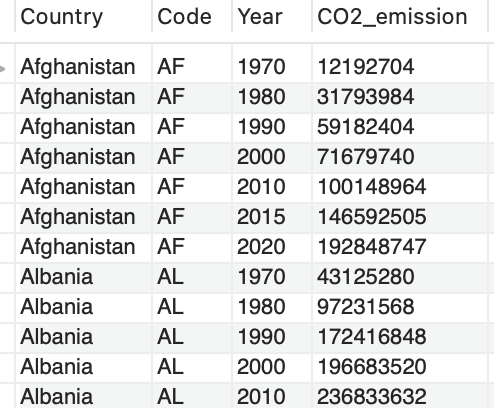 Country Code Year CO2_emission
Afghanistan AF 1970 12192704
Afghanistan AF 1980 31793984
Afghanistan AF 1990 59182404
Afghanistan AF 2000 71679740
Afghanistan AF 2010 100148964
Afghanistan AF 2015 146592505
Afghanistan AF 2020 192848747
Albania AL 1970 43125280
Albania AL 1980 97231568
Albania AL 1990 172416848
Albania AL 2000 196683520
Albania AL 2010 236833632